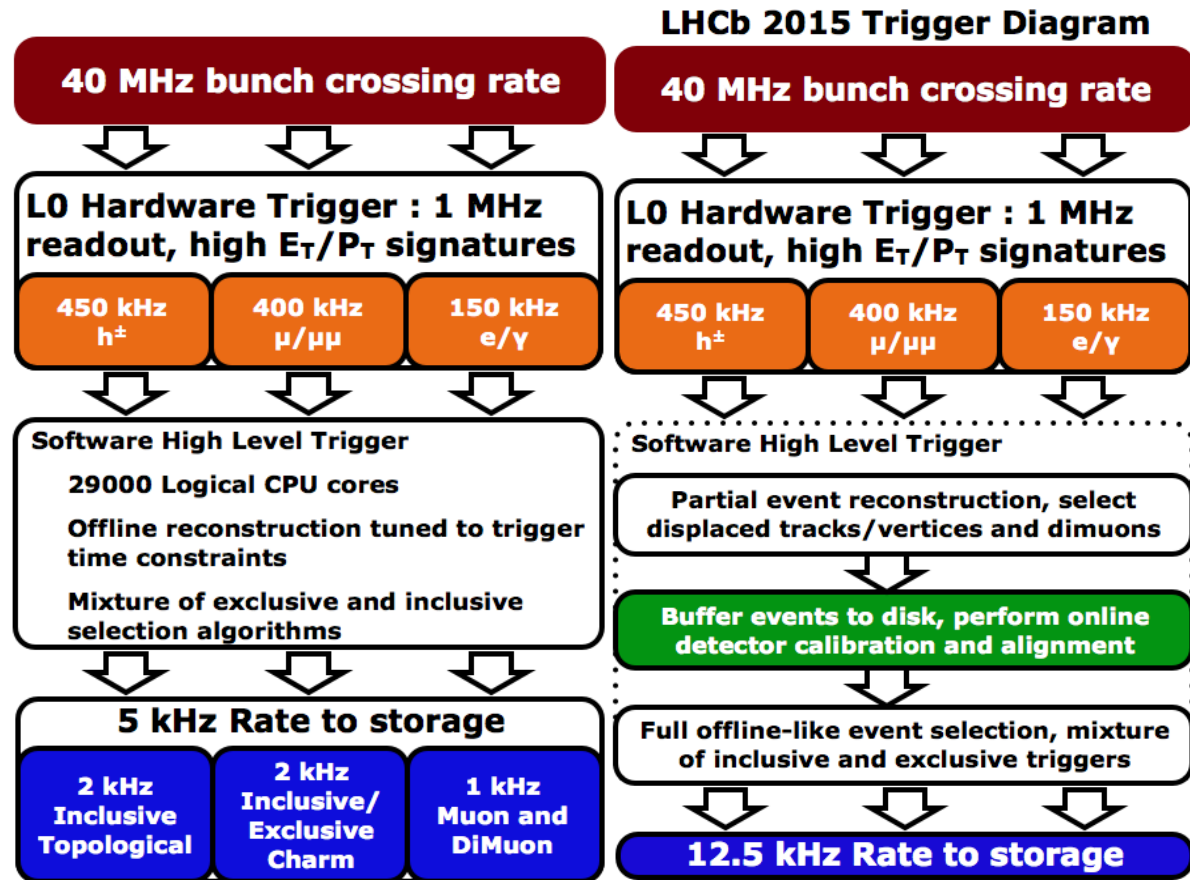 40 MHz bunch crossing rate
L0 Hardware Trigger : 1 MHz
readout, high E_T/P_T signatures
450 kHz
h±
400 kHz
μ/μμ
150 kHz
e/γ
Software High Level Trigger
29000 Logical CPU cores
Offline reconstruction tuned to trigger
time constraints
Mixture of exclusive and inclusive
selection algorithms
5 kHz Rate to storage
2 kHz
Inclusive
Topological
2 kHz
Inclusive/
Exclusive
Charm
1 kHz
Muon and
DiMuon
LHCb 2015 Trigger Diagram
40 MHz bunch crossing rate
L0 Hardware Trigger : 1 MHz
readout, high E_T/P_T signatures
450 kHz
h±
400 kHz
μ/μμ
150 kHz
e/γ
Software High Level Trigger
Partial event reconstruction, select
displaced tracks/vertices and dimuons
Buffer events to disk, perform online
detector calibration and alignment
Full offline-like event selection, mixture
of inclusive and exclusive triggers
12.5 kHz Rate to storage